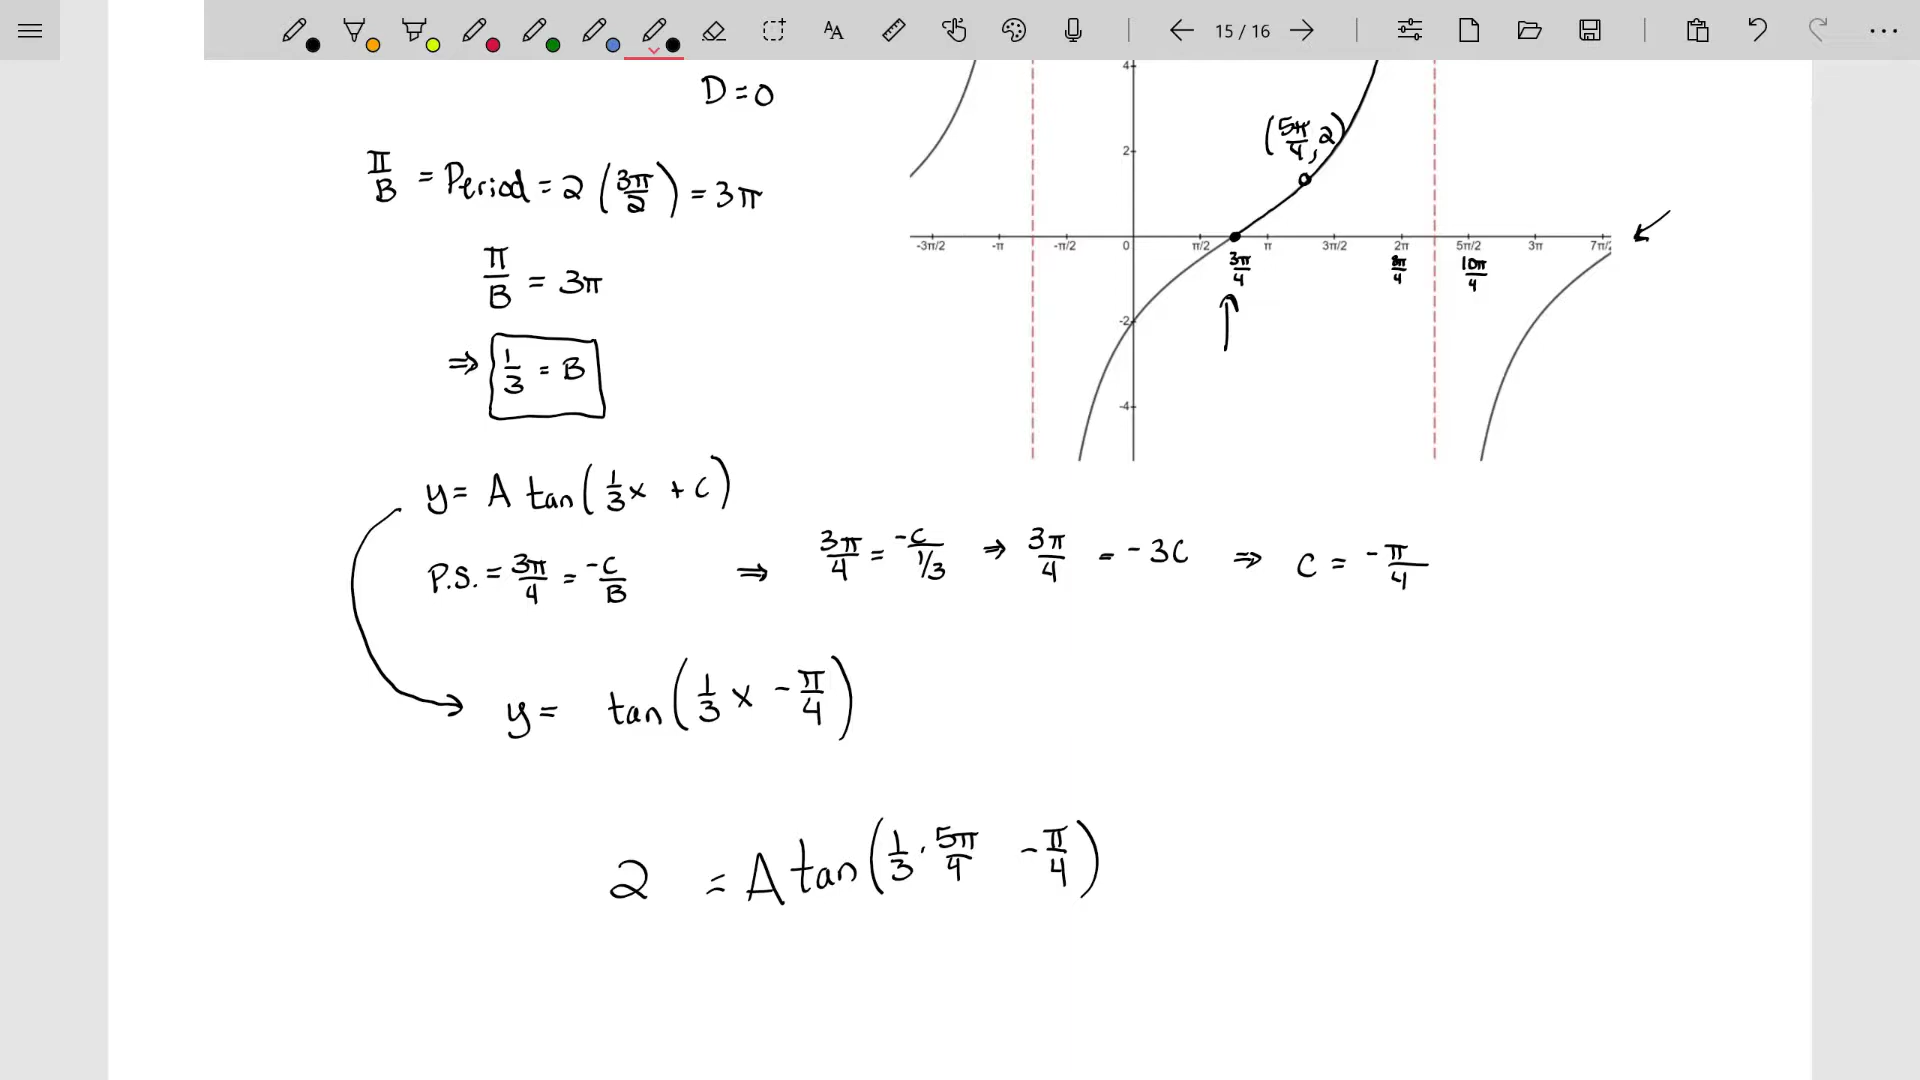 15 / 16
D = 0
π/B = Period = 2 (3π/2) = 3π
π/B = 3π
⇒ 1/3 = B
4
2
-2
-4
(5π/4, 2)
-3π/2 -π -π/2 0 π/2 π 3π/2 2π 5π/2 3π 7π/2
3π/4 8π/4 10π/4
y = A tan(1/3 x + C)
P.S. = 3π/4 = -C/B ⇒ 3π/4 = -C/1/3 ⇒ 3π/4 = -3C ⇒ C = -π/4
y = tan(1/3 x - π/4)
2 = A tan(1/3 · 5π/4 - π/4)